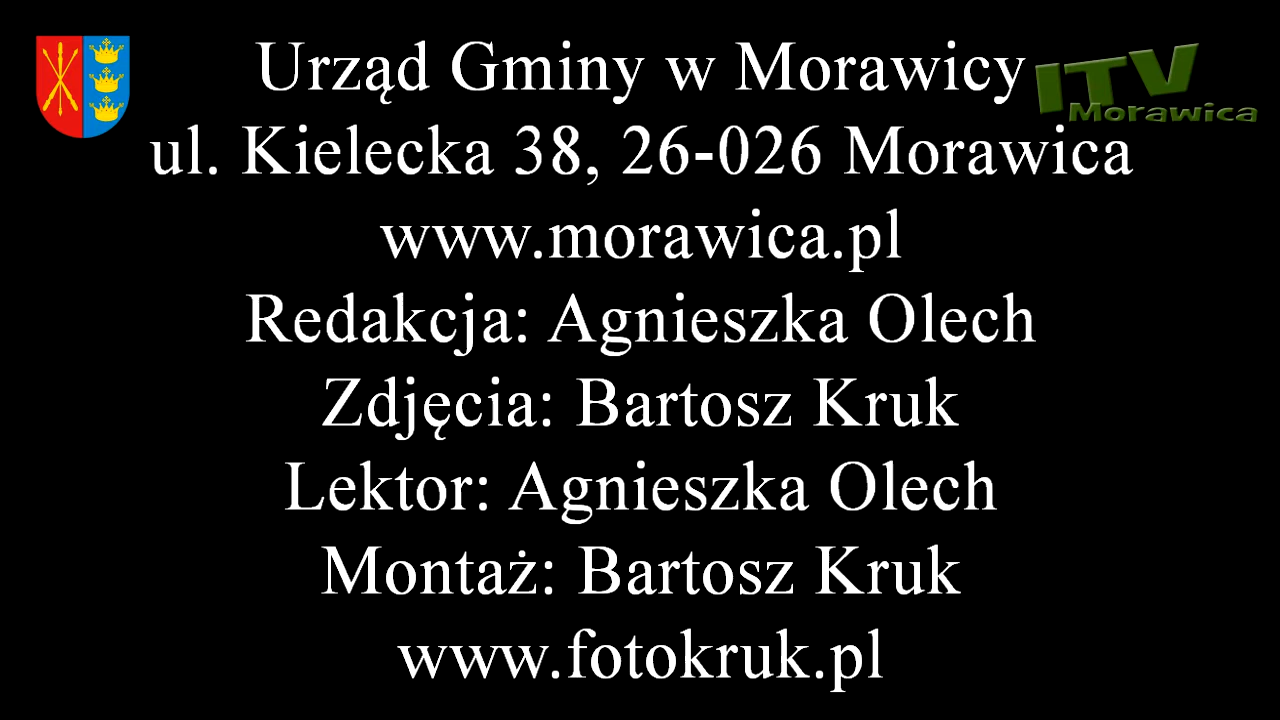 Urząd Gminy w Morawicy
ITV
Morawica
ul. Kielecka 38, 26-026 Morawica
www.morawica.pl
Redakcja: Agnieszka Olech
Zdjęcia: Bartosz Kruk
Lektor: Agnieszka Olech
Montaż: Bartosz Kruk
www.fotokruk.pl